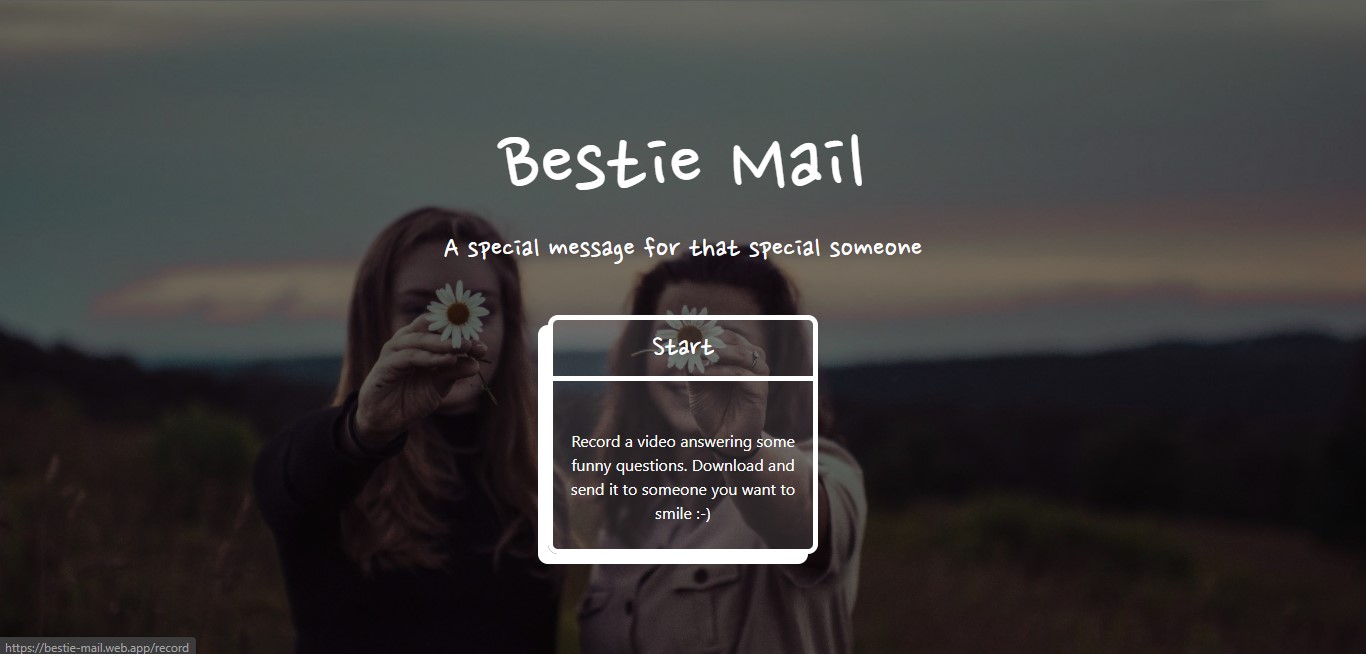 Bestie Mail
A special message for that special someone
Start
Record a video answering some
funny questions. Download and
send it to someone you want to
smile :-)
https://bestie-mail.web.app/record